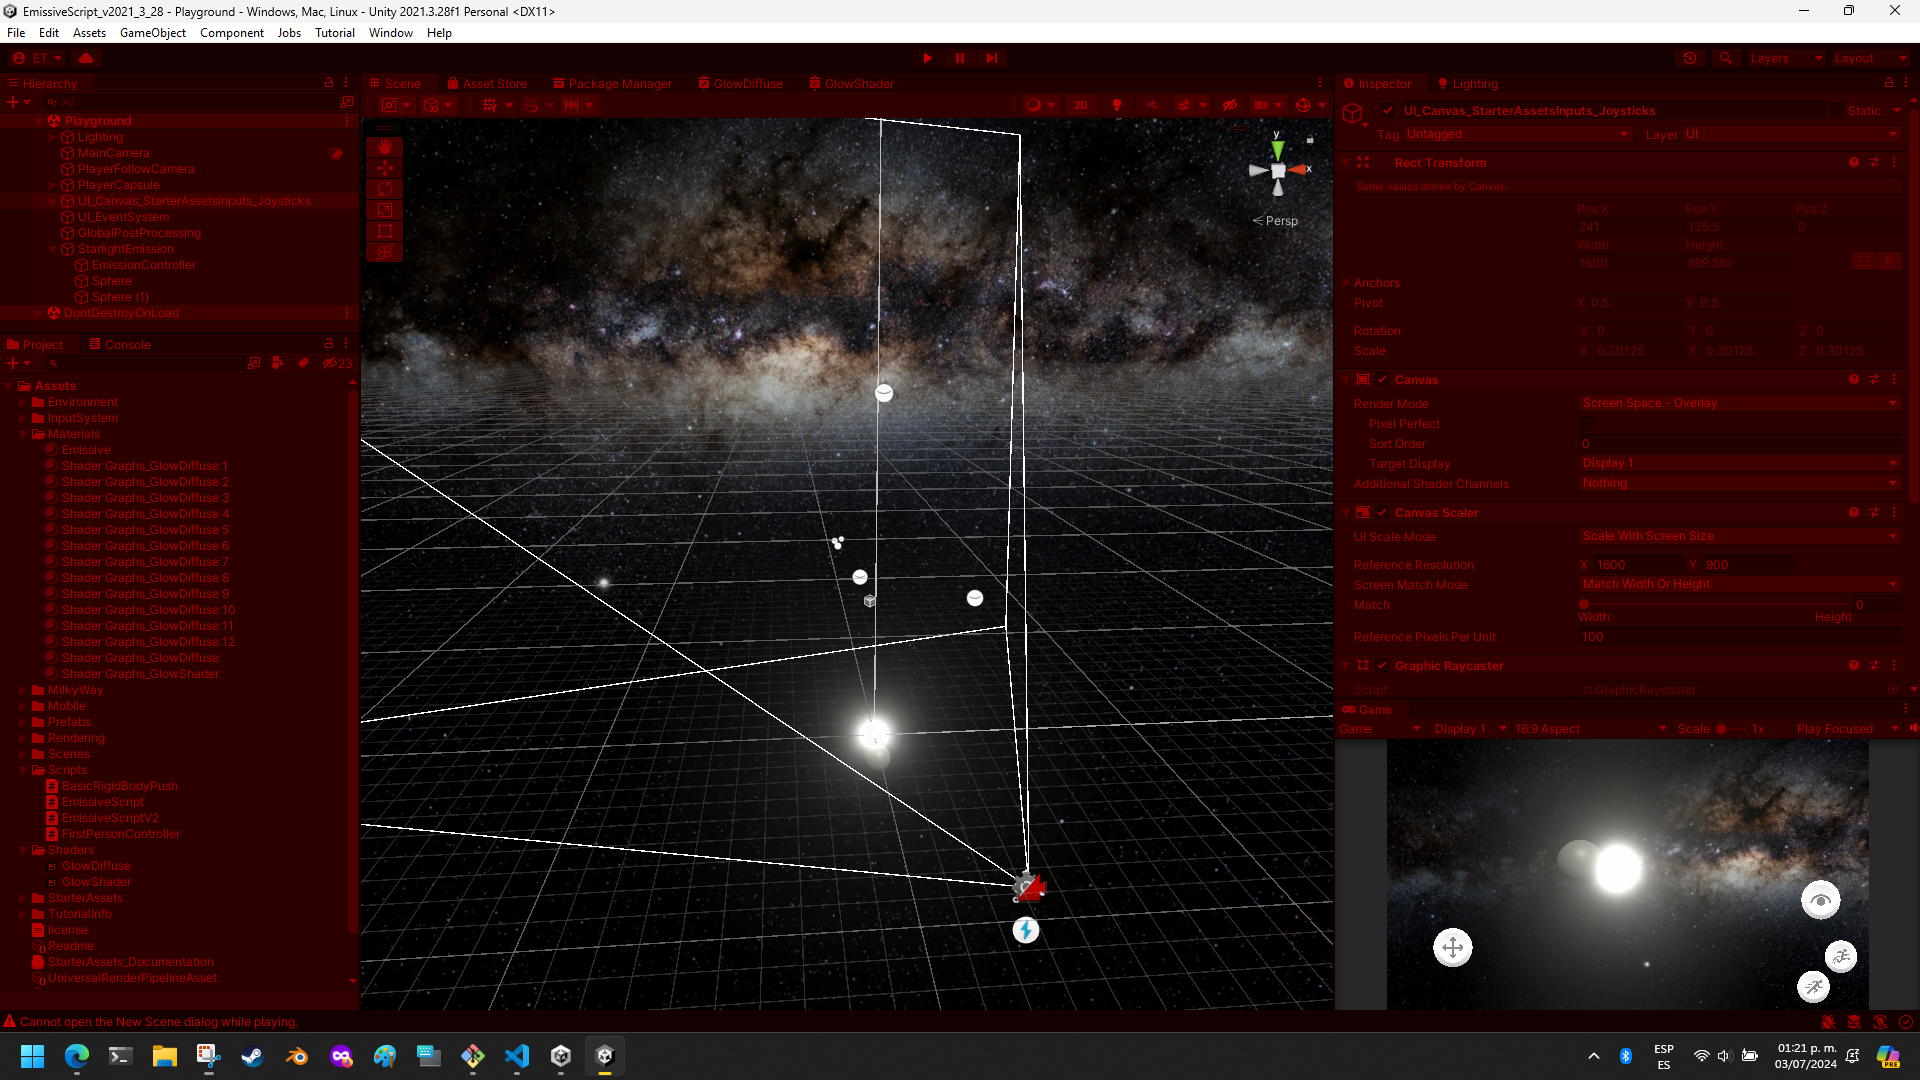 EmissiveScript_v2021_3_28 - Playground - Windows, Mac, Linux - Unity 2021.3.28f1 Personal <DX11>
File Edit Assets GameObject Component Jobs Tutorial Window Help
ET Layers Layout
Hierarchy
All
Playground
Lighting
MainCamera
PlayerFollowCamera
PlayerCapsule
UI_Canvas_StarterAssetsInputs_Joysticks
UI_EventSystem
GlobalPostProcessing
StarlightEmission
EmissionController
Sphere
Sphere (1)
DontDestroyOnLoad
Project Console
23
Assets
Environment
InputSystem
Materials
Emissive
Shader Graphs_GlowDiffuse 1
Shader Graphs_GlowDiffuse 2
Shader Graphs_GlowDiffuse 3
Shader Graphs_GlowDiffuse 4
Shader Graphs_GlowDiffuse 5
Shader Graphs_GlowDiffuse 6
Shader Graphs_GlowDiffuse 7
Shader Graphs_GlowDiffuse 8
Shader Graphs_GlowDiffuse 9
Shader Graphs_GlowDiffuse 10
Shader Graphs_GlowDiffuse 11
Shader Graphs_GlowDiffuse 12
Shader Graphs_GlowDiffuse
Shader Graphs_GlowShader
MilkyWay
Mobile
Prefabs
Rendering
Scenes
Scripts
BasicRigidBodyPush
EmissiveScript
EmissiveScriptV2
FirstPersonController
Shaders
GlowDiffuse
GlowShader
StarterAssets
TutorialInfo
license
Readme
StarterAssets_Documentation
UniversalRenderPipelineAsset
Scene Asset Store Package Manager GlowDiffuse GlowShader
2D
y
x
Persp
Inspector Lighting
UI_Canvas_StarterAssetsInputs_Joysticks Static
Tag Untagged Layer UI
Rect Transform
Some values driven by Canvas.
Pos X Pos Y Pos Z
241 135.5 0
Width Height
1600 899.585
R
Anchors
Pivot X 0.5 Y 0.5
Rotation X 0 Y 0 Z 0
Scale X 0.30125 Y 0.30125 Z 0.30125
Canvas
Render Mode Screen Space - Overlay
Pixel Perfect
Sort Order 0
Target Display Display 1
Additional Shader Channels Nothing
Canvas Scaler
UI Scale Mode Scale With Screen Size
Reference Resolution X 1600 Y 900
Screen Match Mode Match Width Or Height
Match 0
Width Height
Reference Pixels Per Unit 100
Graphic Raycaster
Script GraphicRaycaster
Game
Game Display 1 16:9 Aspect Scale 1x Play Focused
Cannot open the New Scene dialog while playing.
ESP
ES
01:21 p. m.
03/07/2024
PRE